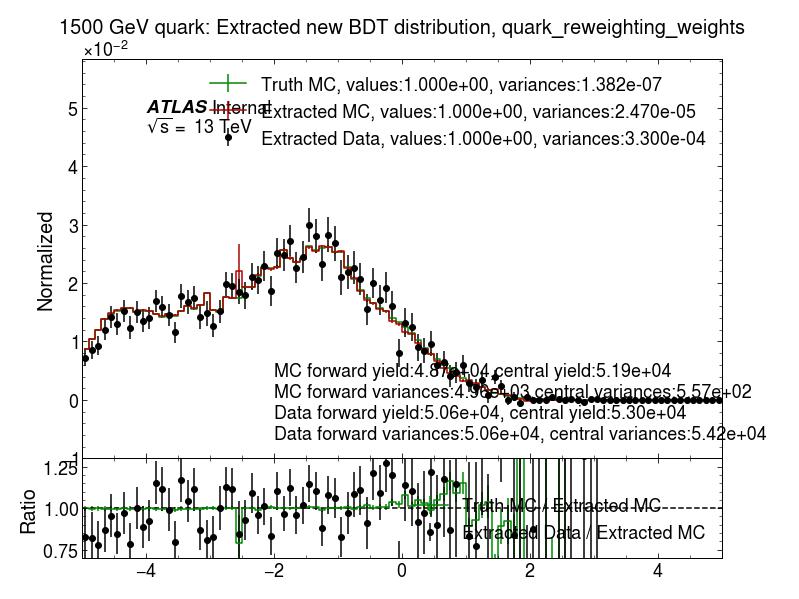 1500 GeV quark: Extracted new BDT distribution, quark_reweighting_weights
×10⁻²
Truth MC, values:1.000e+00, variances:1.382e-07
ATLAS Internal
Extracted MC, values:1.000e+00, variances:2.470e-05
√s = 13 TeV
Extracted Data, values:1.000e+00, variances:3.300e-04
Normalized
5
4
3
2
1
0
MC forward yield:4.87e+04 central yield:5.19e+04
MC forward variances:4.96e+03 central variances:5.57e+02
Data forward yield:5.06e+04, central yield:5.30e+04
Data forward variances:5.06e+04, central variances:5.42e+04
Ratio
1.25
1.00
0.75
Truth MC / Extracted MC
Extracted Data / Extracted MC
−4 −2 0 2 4